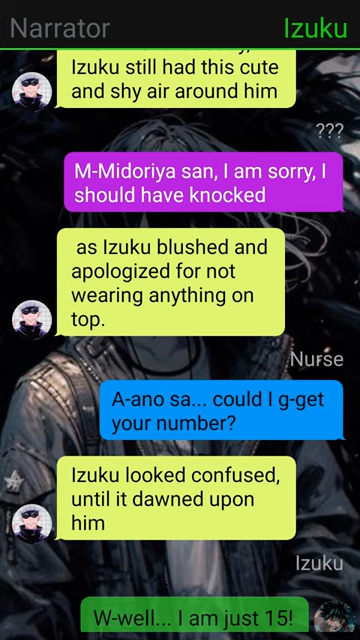 Narrator
Izuku
Izuku still had this cute
and shy air around him
???
M-Midoriya san, I am sorry, I
should have knocked
as Izuku blushed and
apologized for not
wearing anything on
top.
Nurse
A-ano sa... could I g-get
your number?
Izuku looked confused,
until it dawned upon
him
Izuku
W-well... I am just 15!